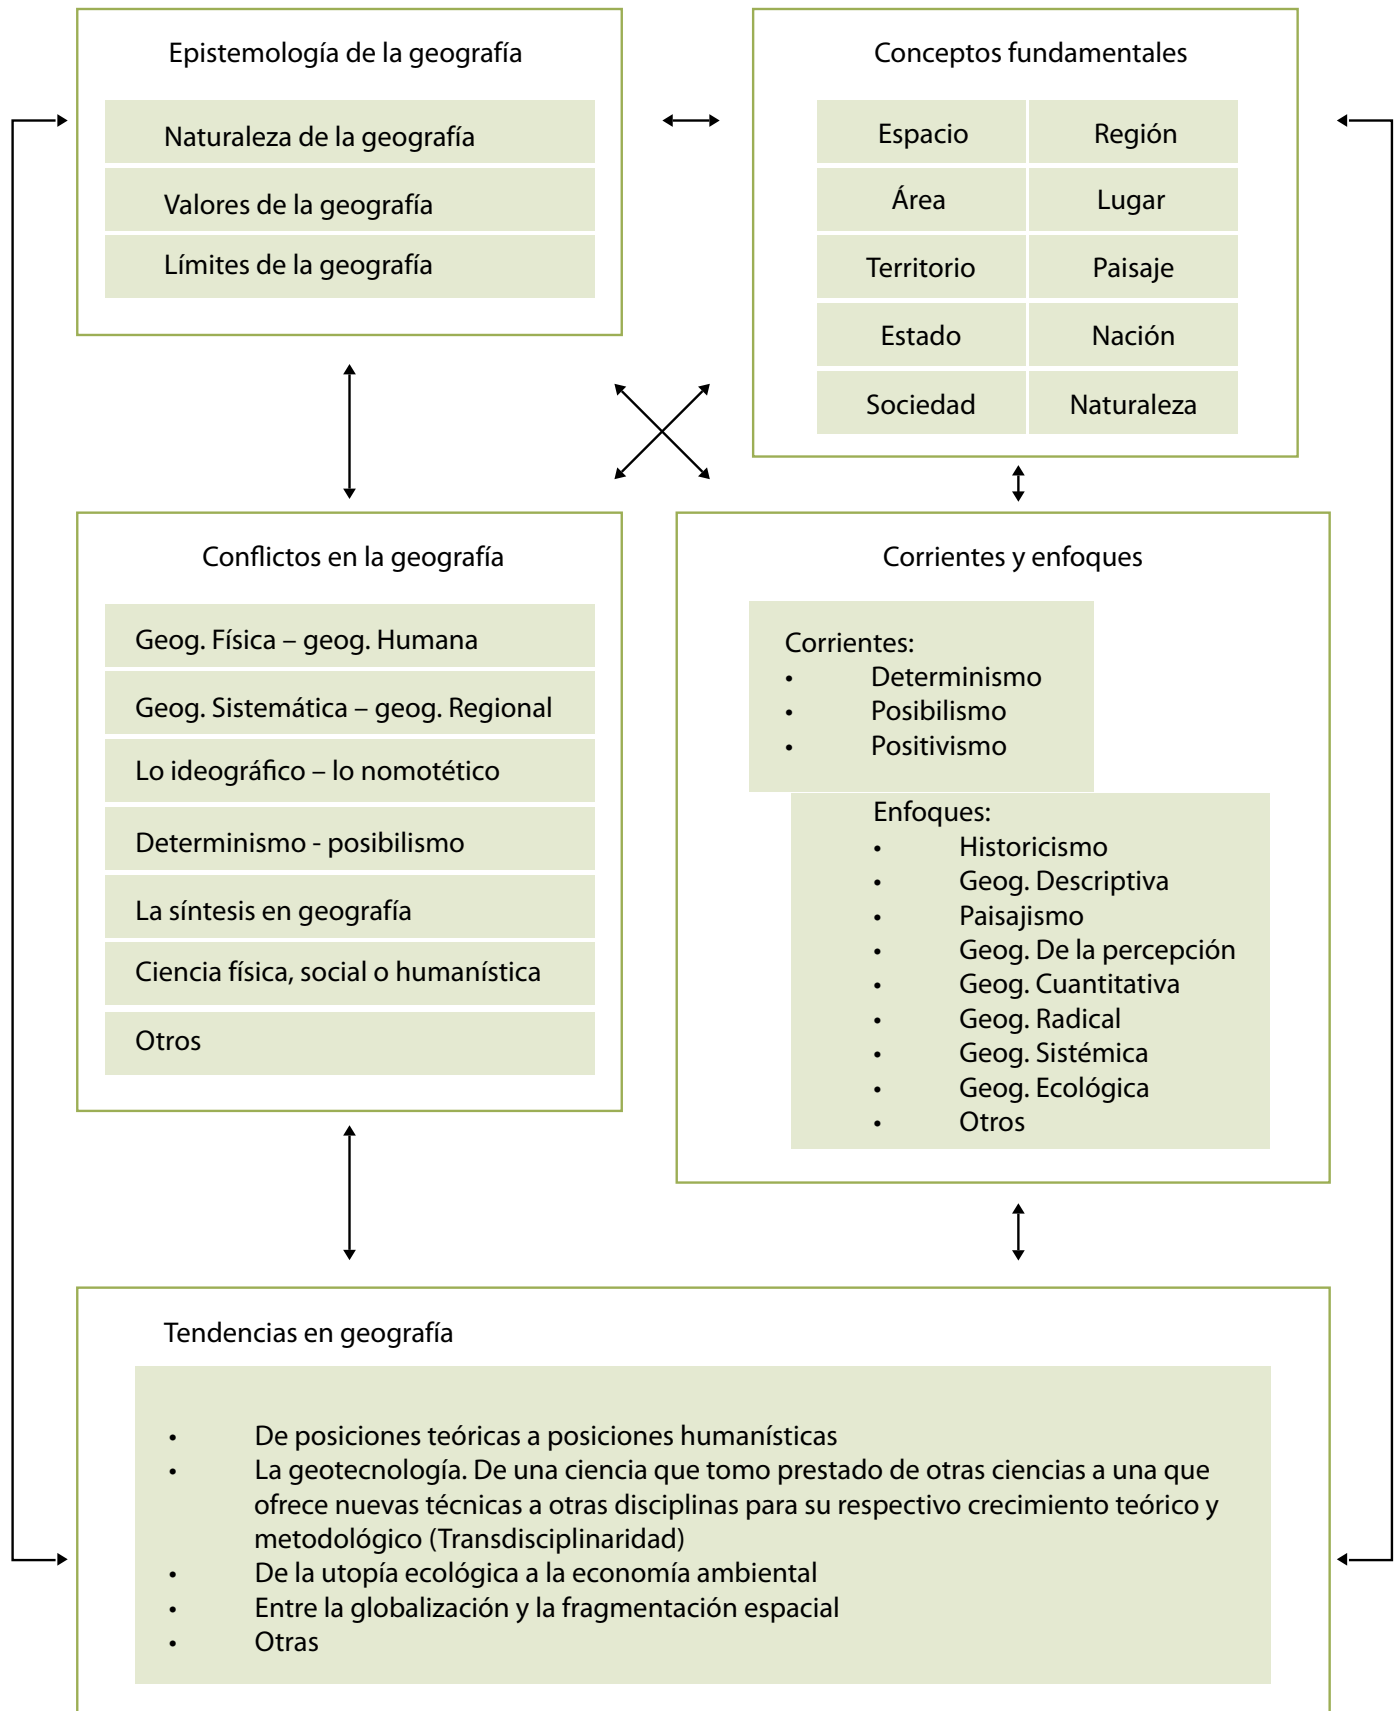 Epistemología de la geografía
Naturaleza de la geografía
Valores de la geografía
Límites de la geografía
Conceptos fundamentales
Espacio
Región
Área
Lugar
Territorio
Paisaje
Estado
Nación
Sociedad
Naturaleza
Conflictos en la geografía
Geog. Física – geog. Humana
Geog. Sistemática – geog. Regional
Lo ideográfico – lo nomotético
Determinismo - posibilismo
La síntesis en geografía
Ciencia física, social o humanística
Otros
Corrientes y enfoques
Corrientes:
• Determinismo
• Posibilismo
• Positivismo
Enfoques:
• Historicismo
• Geog. Descriptiva
• Paisajismo
• Geog. De la percepción
• Geog. Cuantitativa
• Geog. Radical
• Geog. Sistémica
• Geog. Ecológica
• Otros
Tendencias en geografía
• De posiciones teóricas a posiciones humanísticas
• La geotecnología. De una ciencia que tomo prestado de otras ciencias a una que
ofrece nuevas técnicas a otras disciplinas para su respectivo crecimiento teórico y
metodológico (Transdisciplinaridad)
• De la utopía ecológica a la economía ambiental
• Entre la globalización y la fragmentación espacial
• Otras